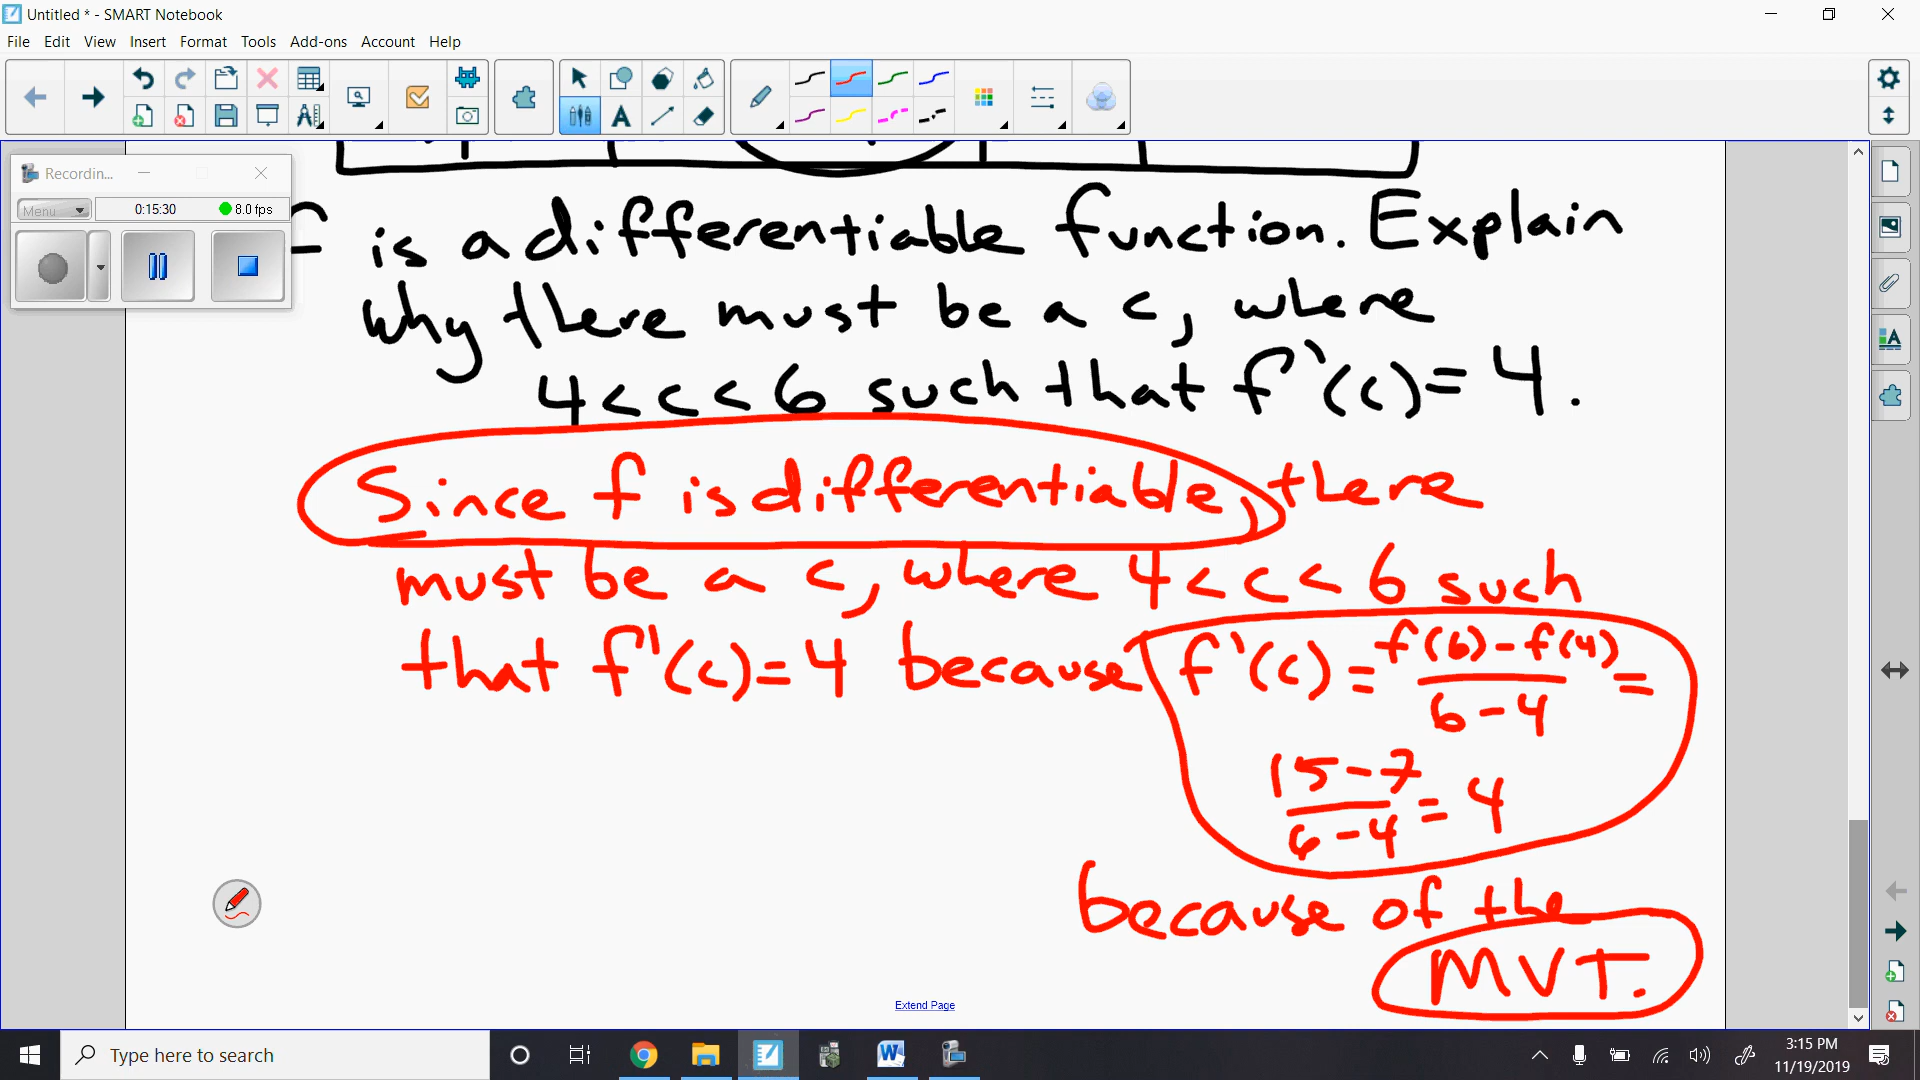 Untitled * - SMART Notebook
File Edit View Insert Format Tools Add-ons Account Help
Recordin...
Menu 0:15:30 8.0 fps
f is a differentiable function. Explain
why there must be a c, where
4<c<6 such that f'(c)=4.
Since f is differentiable, there
must be a c, where 4<c<6 such
that f'(c)=4 because f'(c) = f(6)-f(4) / 6-4 =
15-7 / 6-4 = 4
because of the
MVT.
Extend Page
Type here to search
3:15 PM
11/19/2019